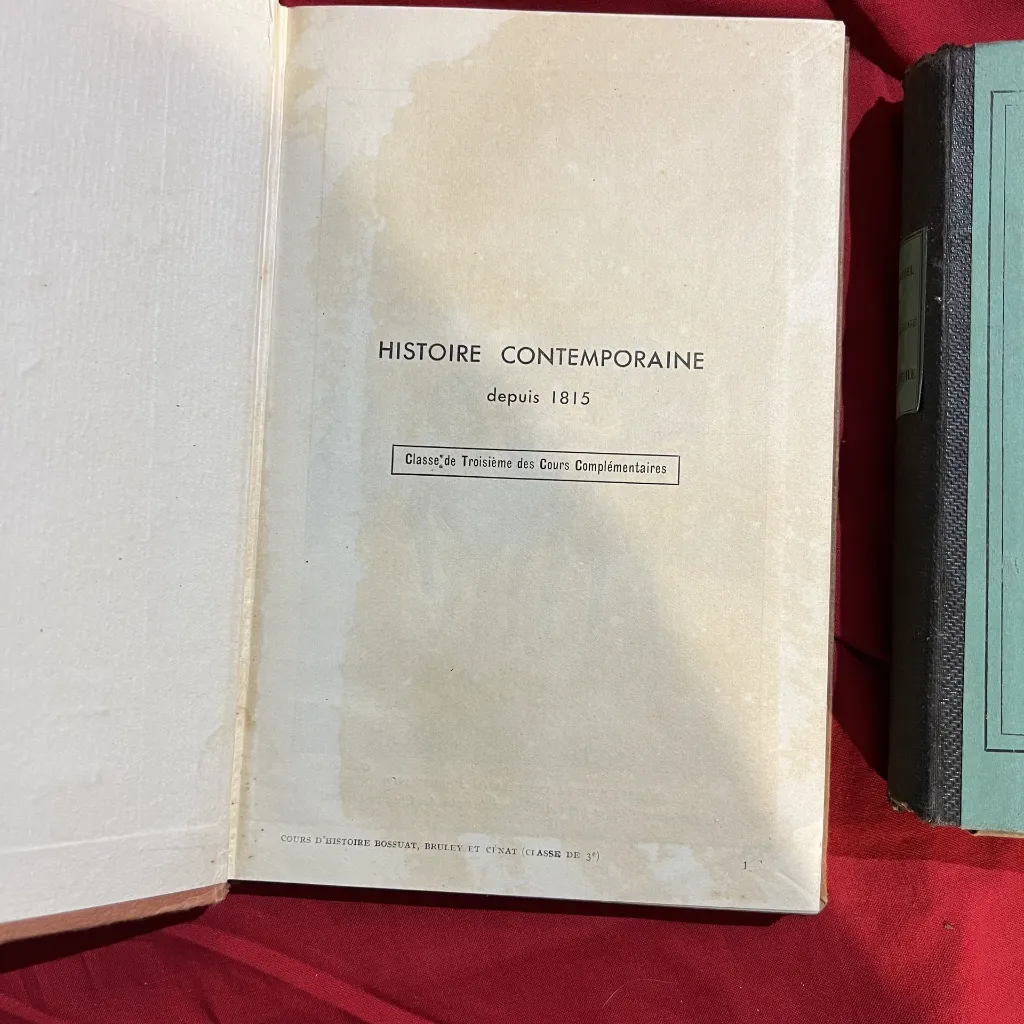 HISTOIRE CONTEMPORAINE
depuis 1815
Classe de Troisième des Cours Complémentaires
COURS D'HISTOIRE BOSSUAT, BRULEY ET CÉNAT (CLASSE DE 3e)
1